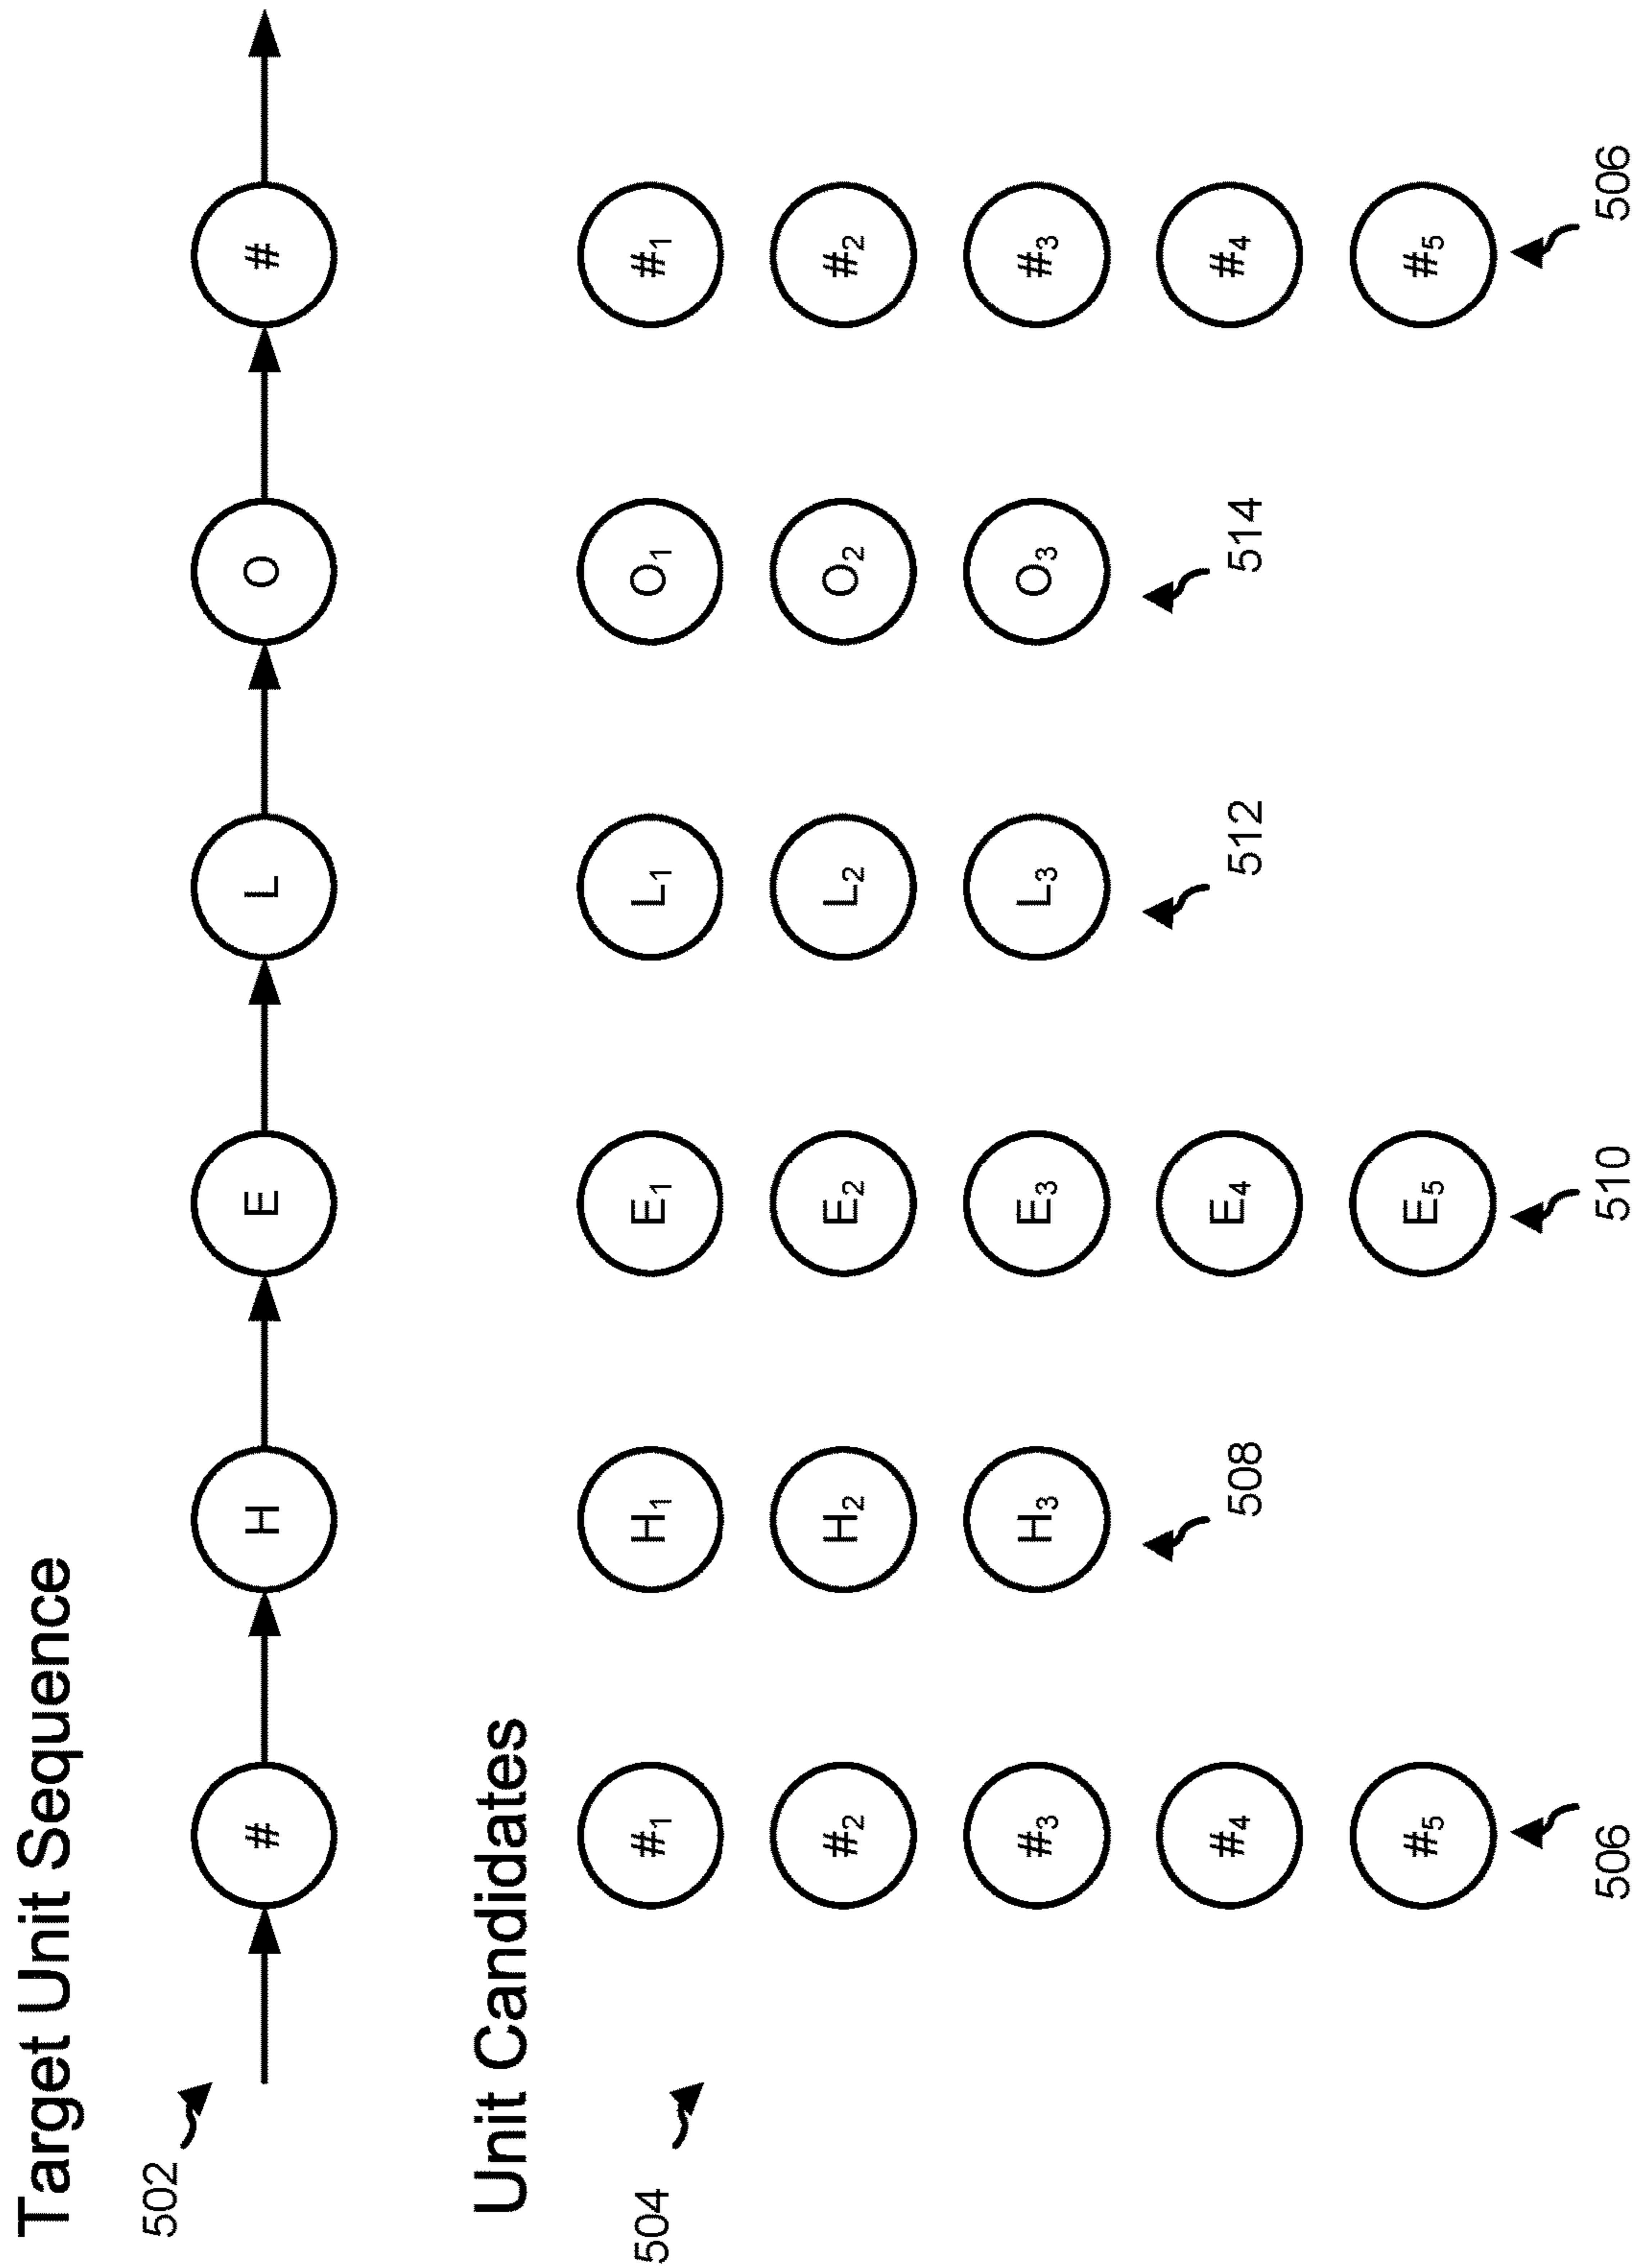 Target Unit Sequence
502
# H E L O #
Unit Candidates
504
#₁ H₁ E₁ L₁ O₁ #₁
#₂ H₂ E₂ L₂ O₂ #₂
#₃ H₃ E₃ L₃ O₃ #₃
508 512 514
#₄ E₄ #₄
#₅ E₅ #₅
506 510 506